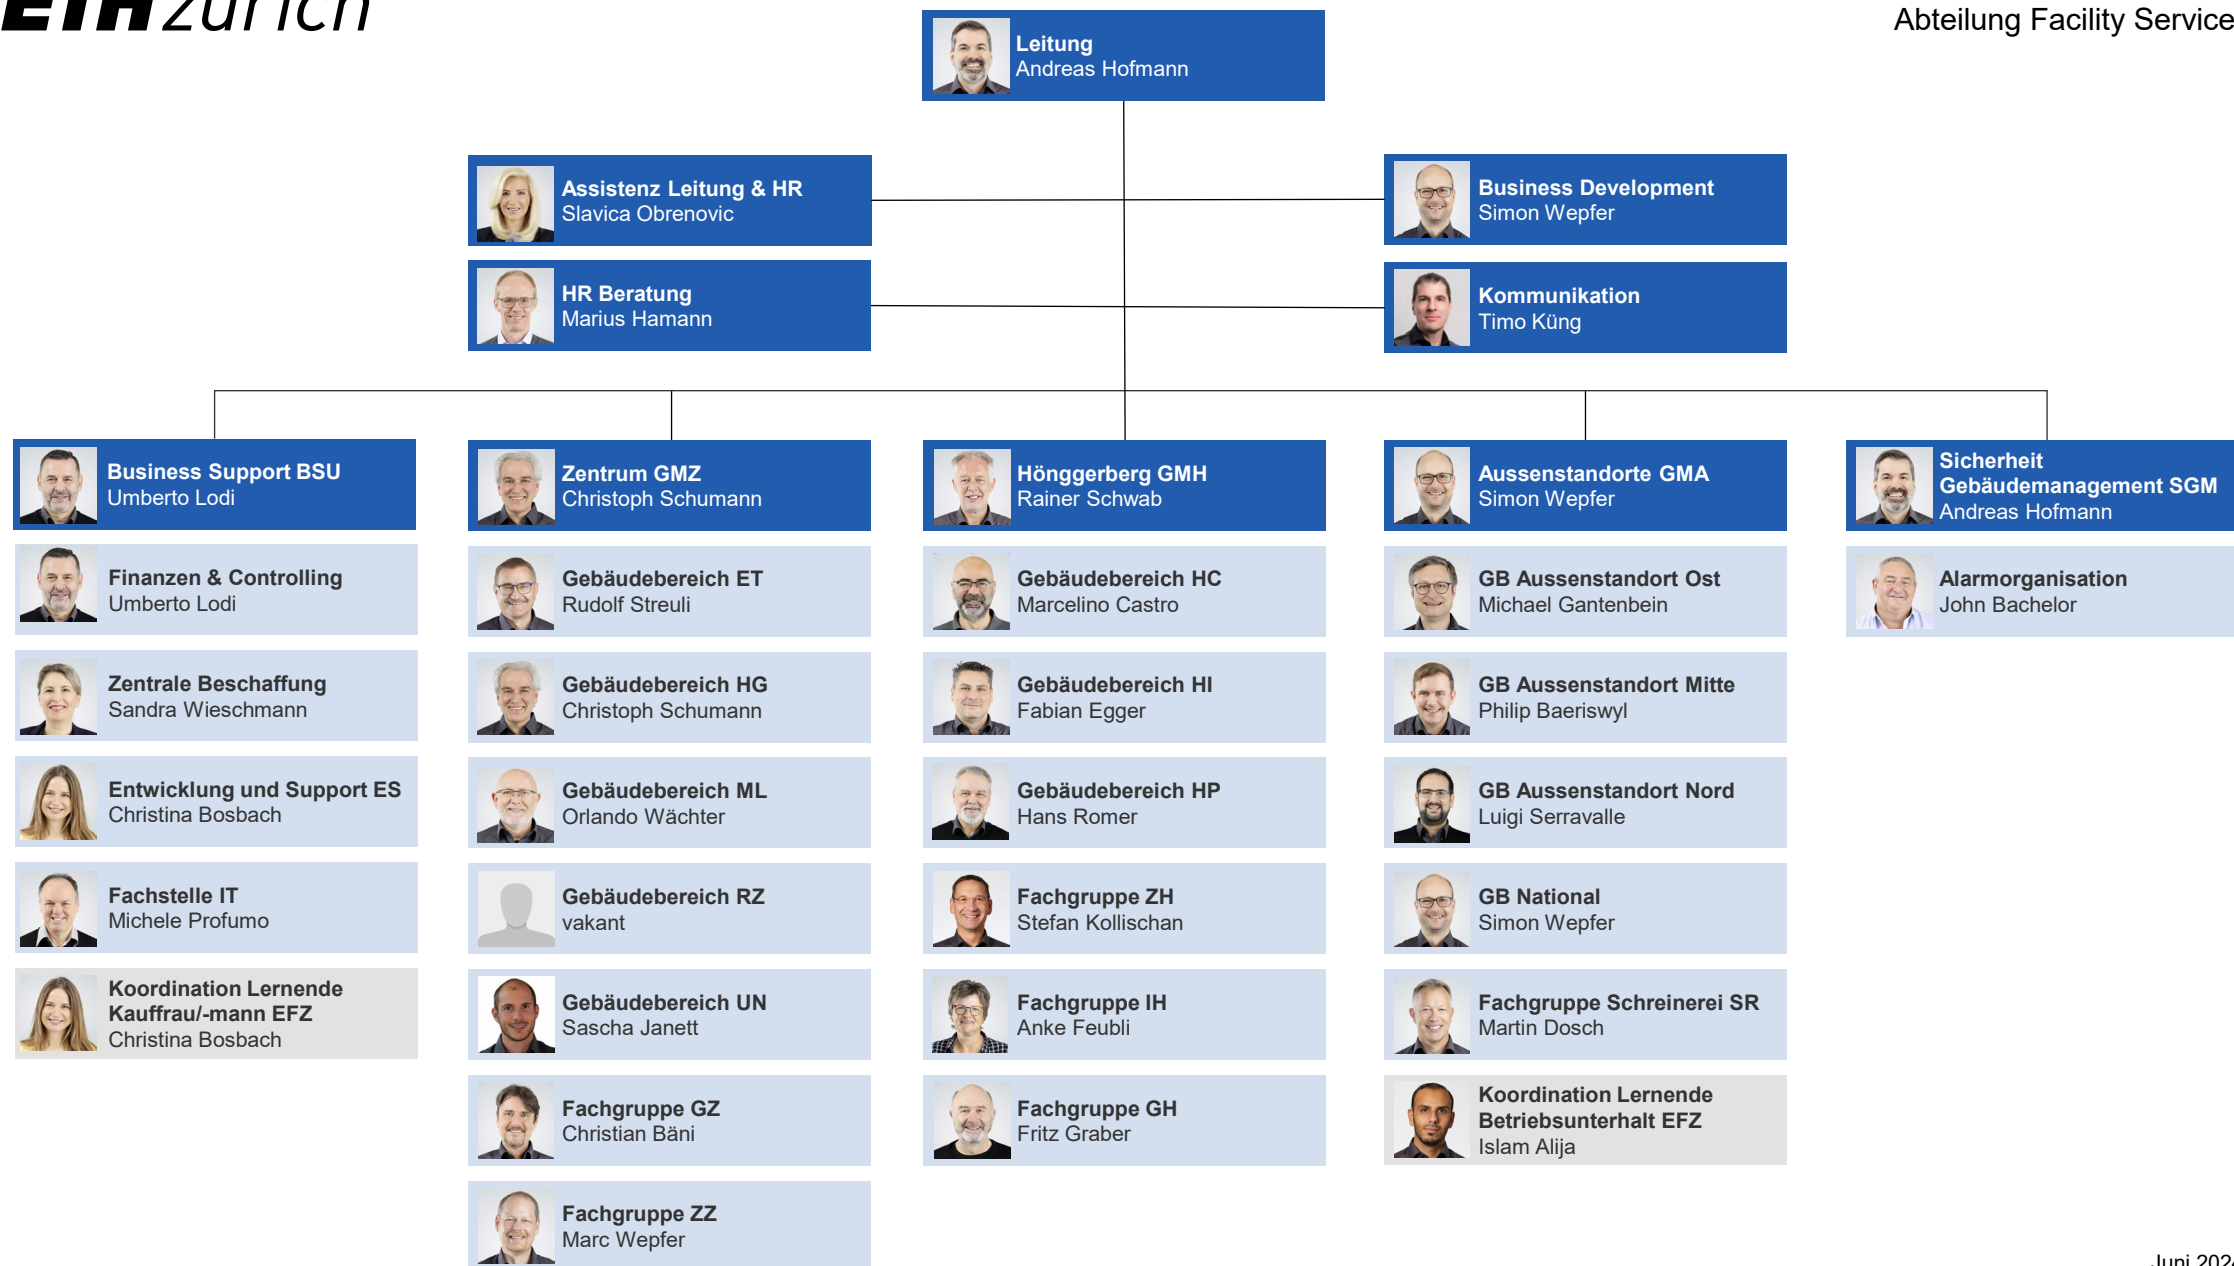 ETH zürich
Abteilung Facility Service
Leitung
Andreas Hofmann
Assistenz Leitung & HR
Slavica Obrenovic
Business Development
Simon Wepfer
HR Beratung
Marius Hamann
Kommunikation
Timo Küng
Business Support BSU
Umberto Lodi
Finanzen & Controlling
Umberto Lodi
Zentrale Beschaffung
Sandra Wieschmann
Entwicklung und Support ES
Christina Bosbach
Fachstelle IT
Michele Profumo
Koordination Lernende
Kauffrau/-mann EFZ
Christina Bosbach
Zentrum GMZ
Christoph Schumann
Gebäudebereich ET
Rudolf Streuli
Gebäudebereich HG
Christoph Schumann
Gebäudebereich ML
Orlando Wächter
Gebäudebereich RZ
vakant
Gebäudebereich UN
Sascha Janett
Fachgruppe GZ
Christian Bäni
Fachgruppe ZZ
Marc Wepfer
Hönggerberg GMH
Rainer Schwab
Gebäudebereich HC
Marcelino Castro
Gebäudebereich HI
Fabian Egger
Gebäudebereich HP
Hans Romer
Fachgruppe ZH
Stefan Kollischan
Fachgruppe IH
Anke Feubli
Fachgruppe GH
Fritz Graber
Aussenstandorte GMA
Simon Wepfer
GB Aussenstandort Ost
Michael Gantenbein
GB Aussenstandort Mitte
Philip Baeriswyl
GB Aussenstandort Nord
Luigi Serravalle
GB National
Simon Wepfer
Fachgruppe Schreinerei SR
Martin Dosch
Koordination Lernende
Betriebsunterhalt EFZ
Islam Alija
Sicherheit
Gebäudemanagement SGM
Andreas Hofmann
Alarmorganisation
John Bachelor
Juni 2024